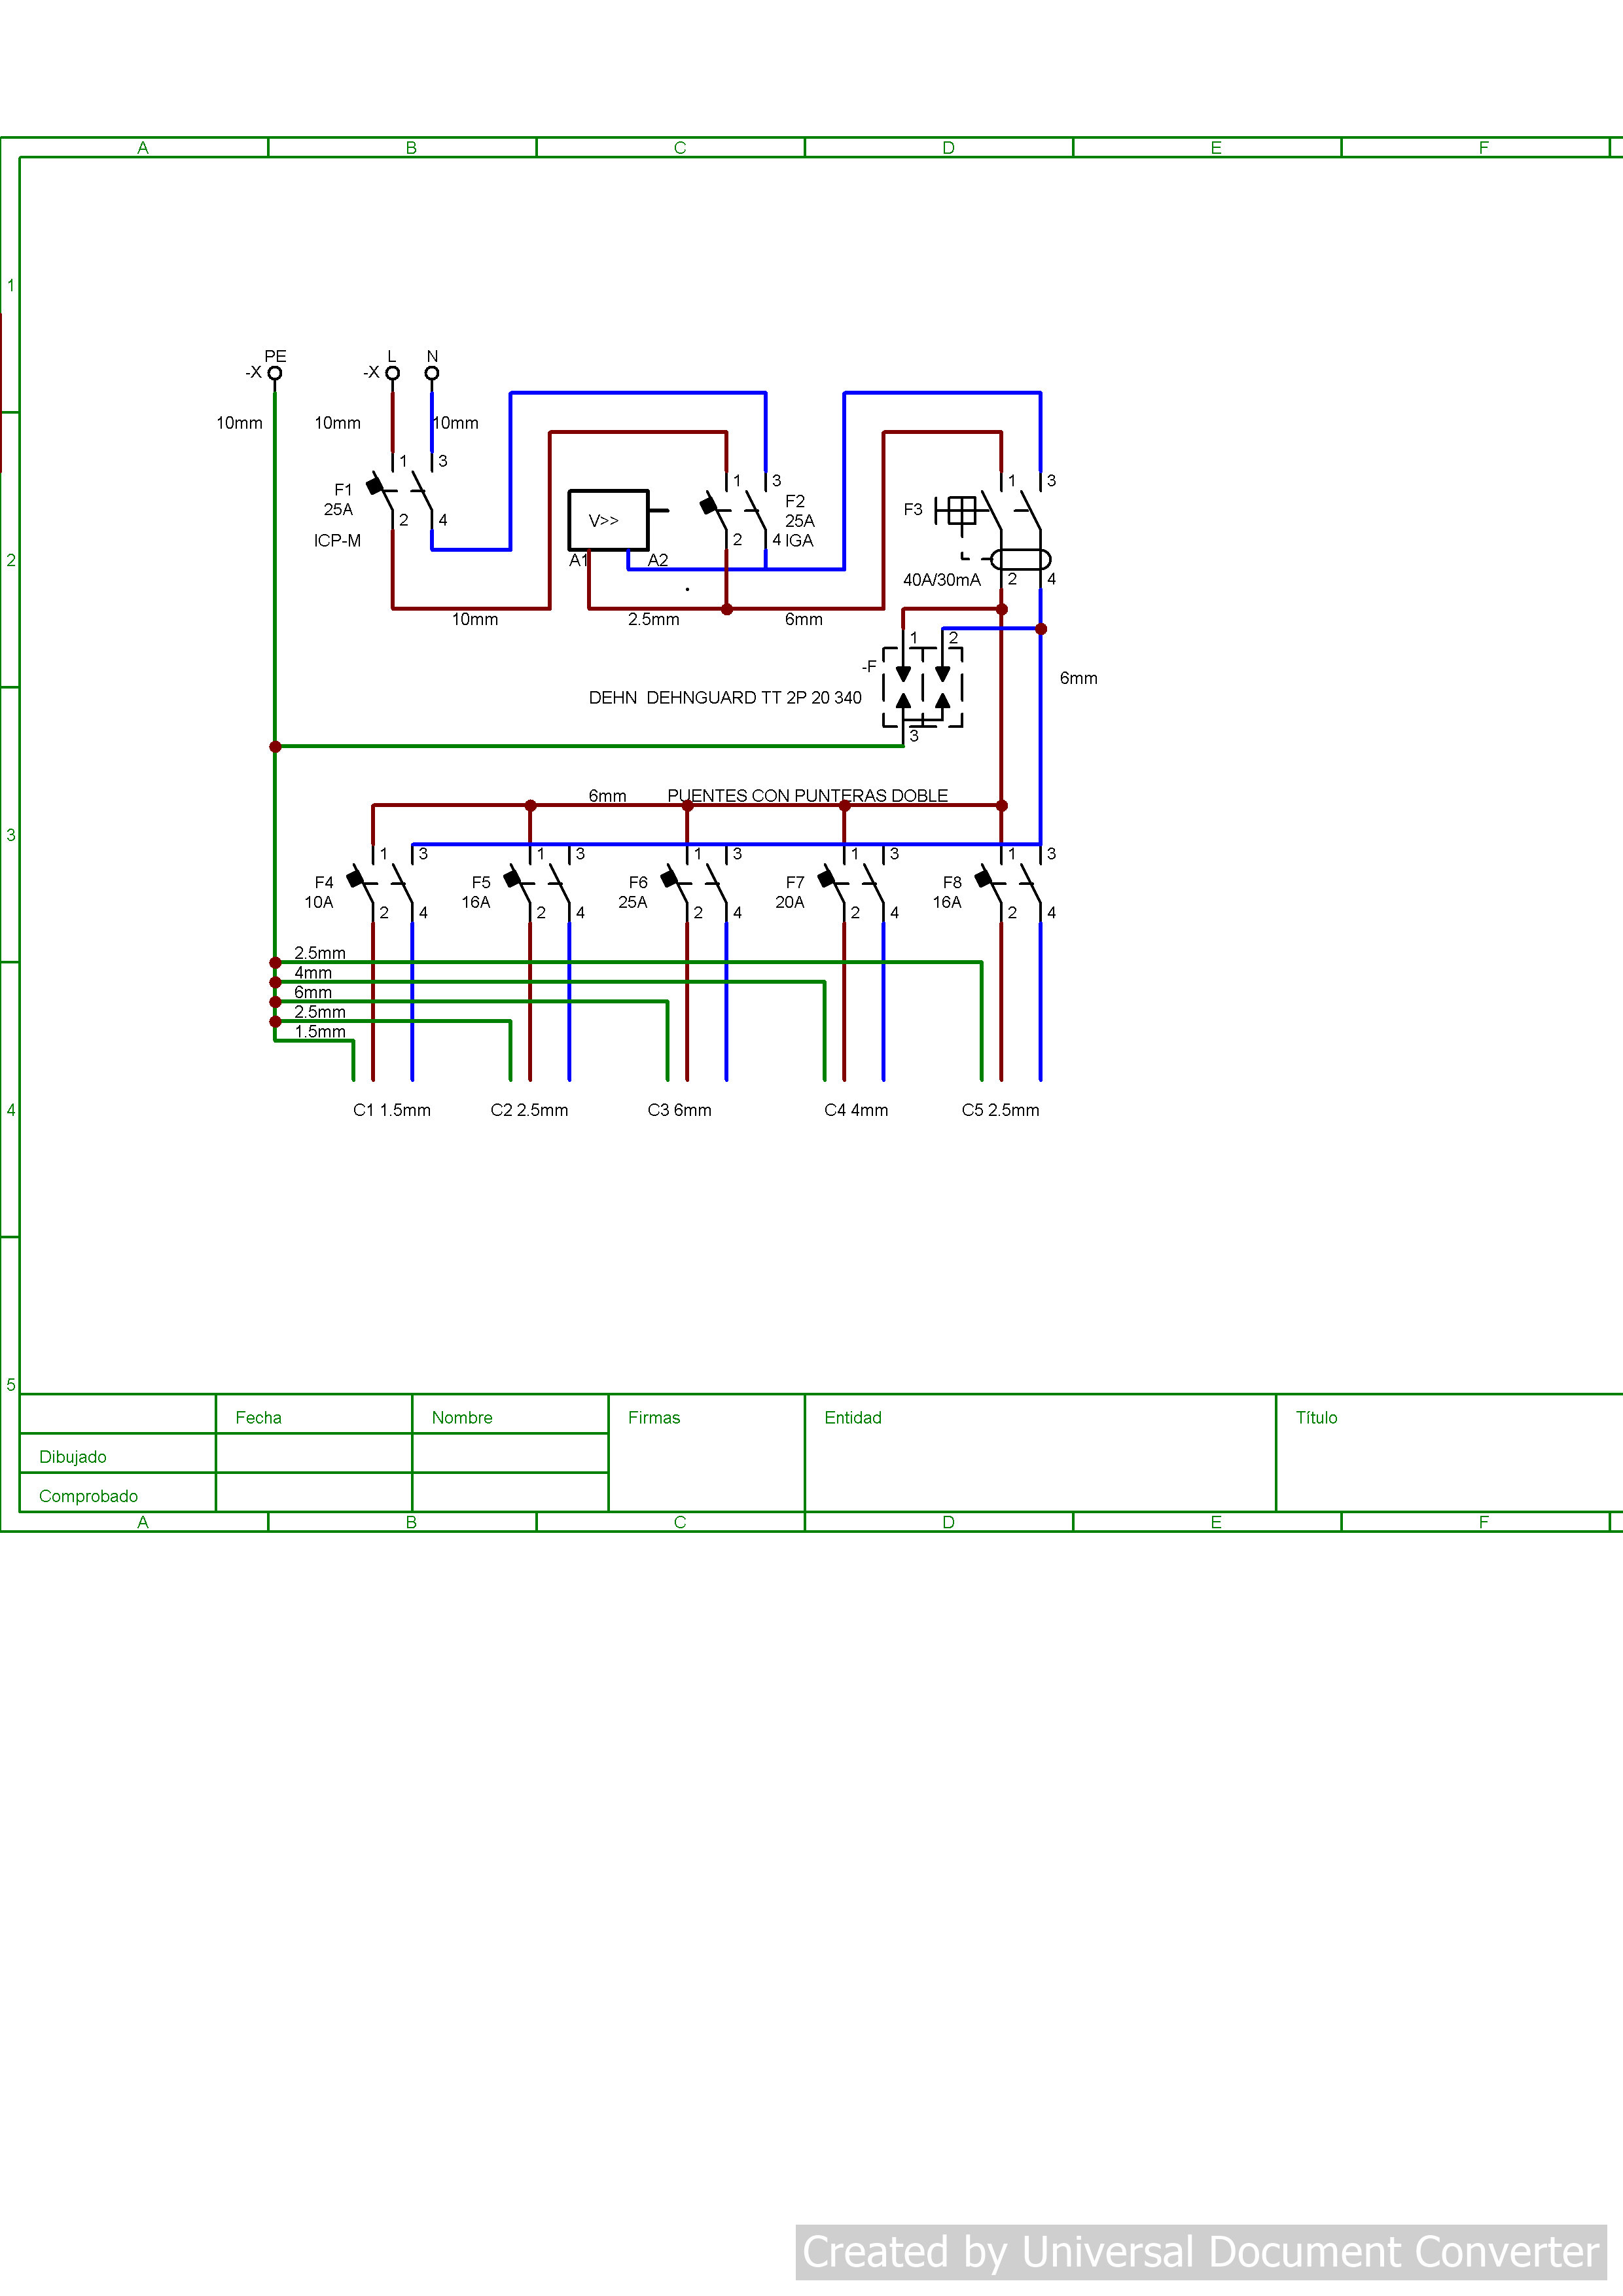 A B C D E F
1
PE L N
-X -X
10mm 10mm 10mm
1 3
F1
25A
2 4
ICP-M
1 3
V>>
F2
25A
2 4 IGA
A1 A2
1 3
F3
2
40A/30mA 2 4
10mm 2.5mm 6mm
1 2
-F
6mm
DEHN DEHNGUARD TT 2P 20 340
3
6mm PUENTES CON PUNTERAS DOBLE
3
1 3 1 3 1 3 1 3 1 3
F4 F5 F6 F7 F8
10A 16A 25A 20A 16A
2 4 2 4 2 4 2 4 2 4
2.5mm
4mm
6mm
2.5mm
1.5mm
4
C1 1.5mm C2 2.5mm C3 6mm C4 4mm C5 2.5mm
5
Fecha Nombre Firmas Entidad Título
Dibujado
Comprobado
A B C D E F
Created by Universal Document Converter